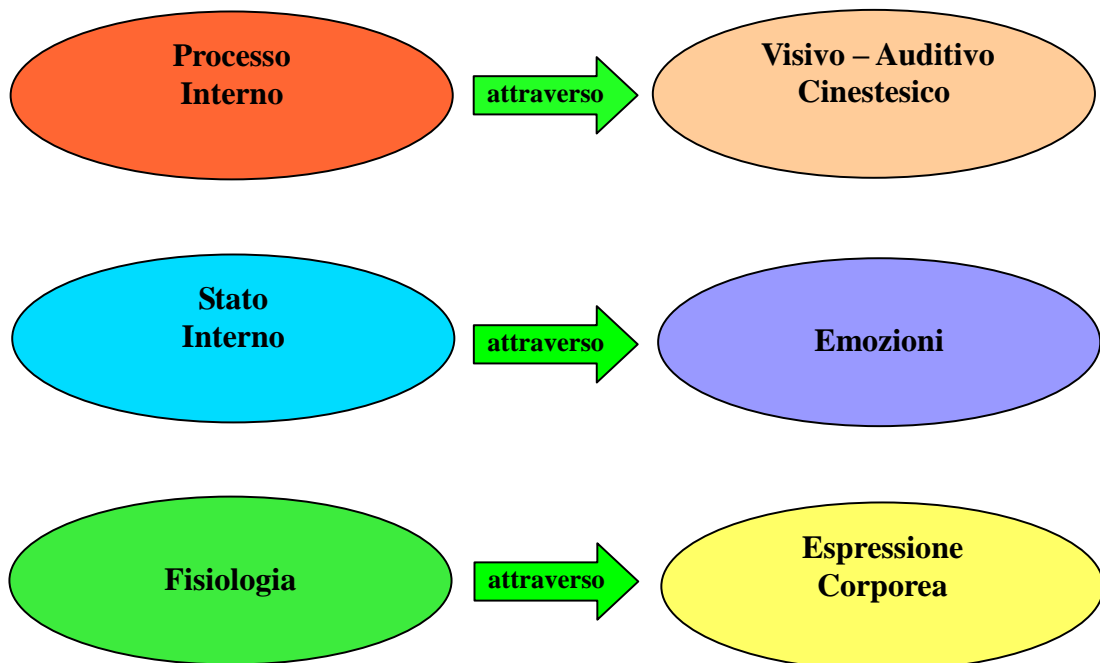 Processo
Interno
attraverso
Visivo – Auditivo
Cinestesico
Stato
Interno
attraverso
Emozioni
Fisiologia
attraverso
Espressione
Corporea